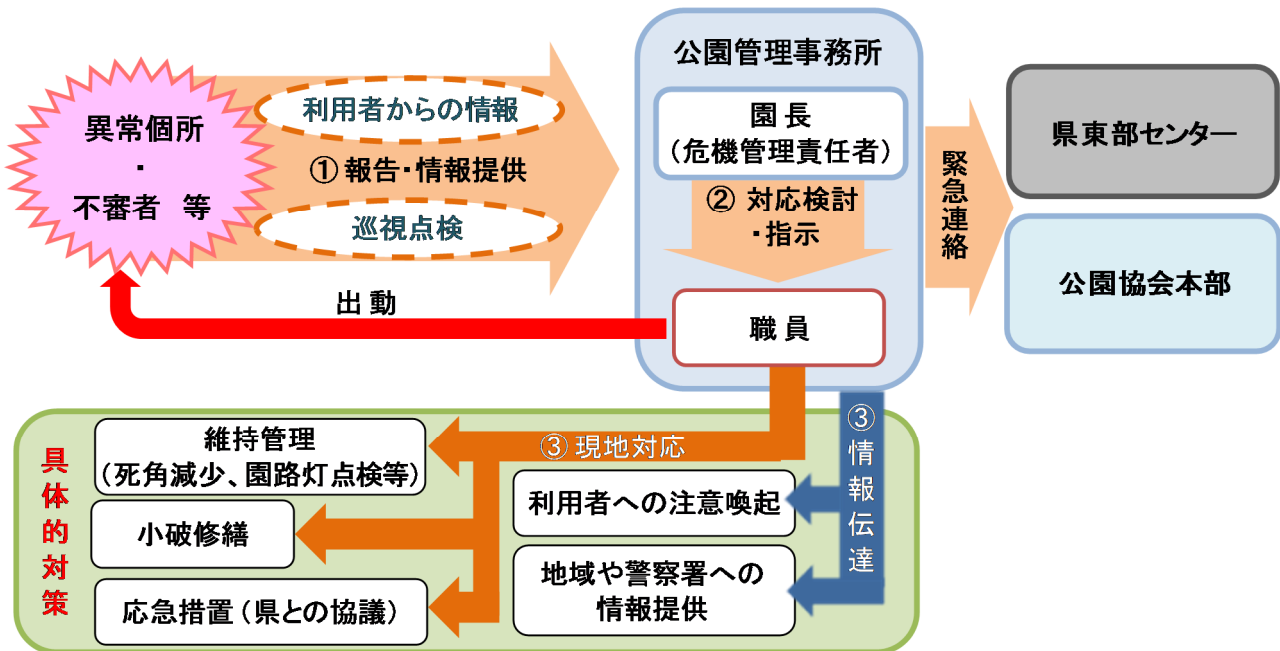 異常個所
・
不審者 等
利用者からの情報
①報告・情報提供
巡視点検
出動
公園管理事務所
園長
(危機管理責任者)
② 対応検討
・指示
職員
緊急連絡
県東部センター
公園協会本部
具体的対策
維持管理
(死角減少、園路灯点検等)
小破修繕
応急措置(県との協議)
③現地対応
利用者への注意喚起
地域や警察署への
情報提供
③情報伝達